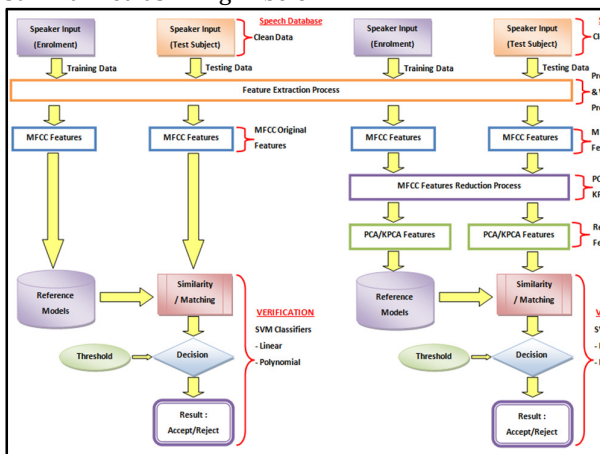 Speech Database
Speaker Input
(Enrolment)
Speaker Input
(Test Subject)
Clean Data
Speaker Input
(Enrolment)
Speaker Input
(Test Subject)
Training Data
Testing Data
Training Data
Testing Data
Feature Extraction Process
MFCC Features
MFCC Features
MFCC Original
Features
MFCC Features
MFCC Features
MFCC Features Reduction Process
PCA/KPCA Features
PCA/KPCA Features
Reference
Models
Similarity
/ Matching
Reference
Models
Similarity
/ Matching
VERIFICATION
SVM Classifiers
- Linear
- Polynomial
Threshold
Decision
Threshold
Decision
Result :
Accept/Reject
Result :
Accept/Reject